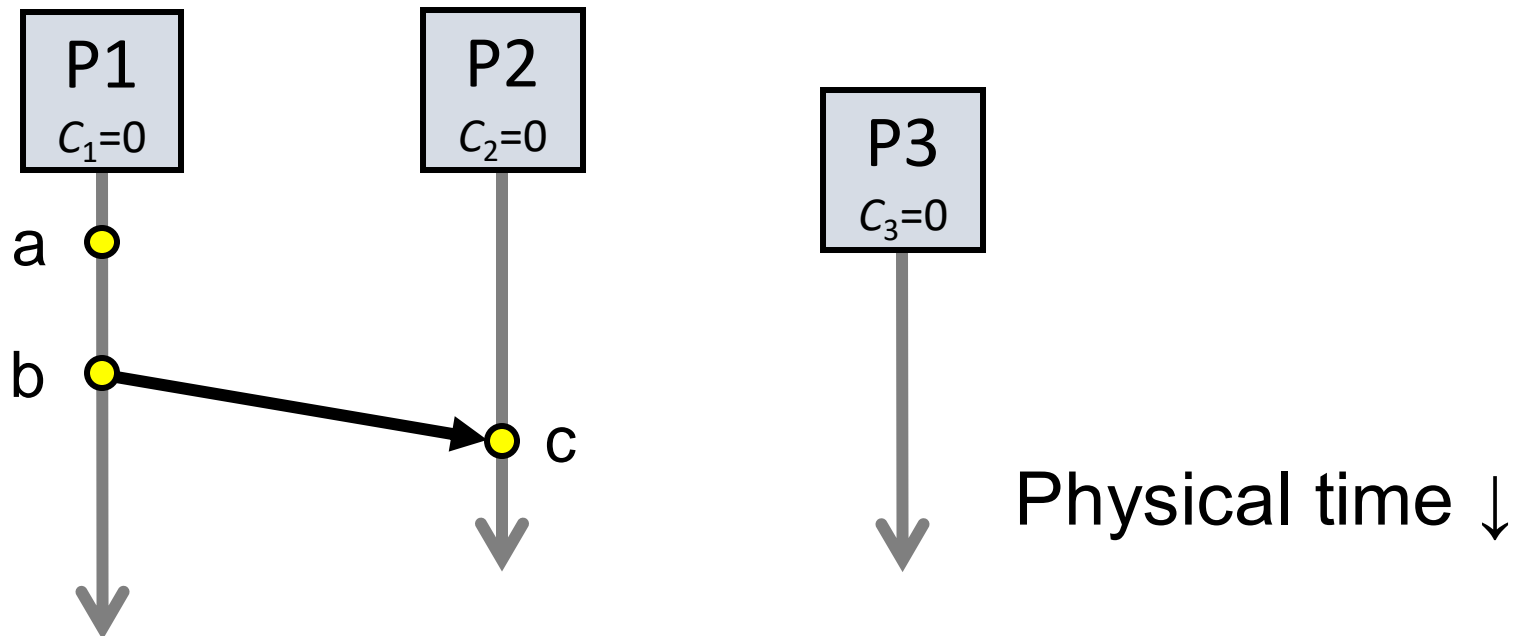 P1
C₁=0
P2
C₂=0
P3
C₃=0
a
b
c
Physical time ↓